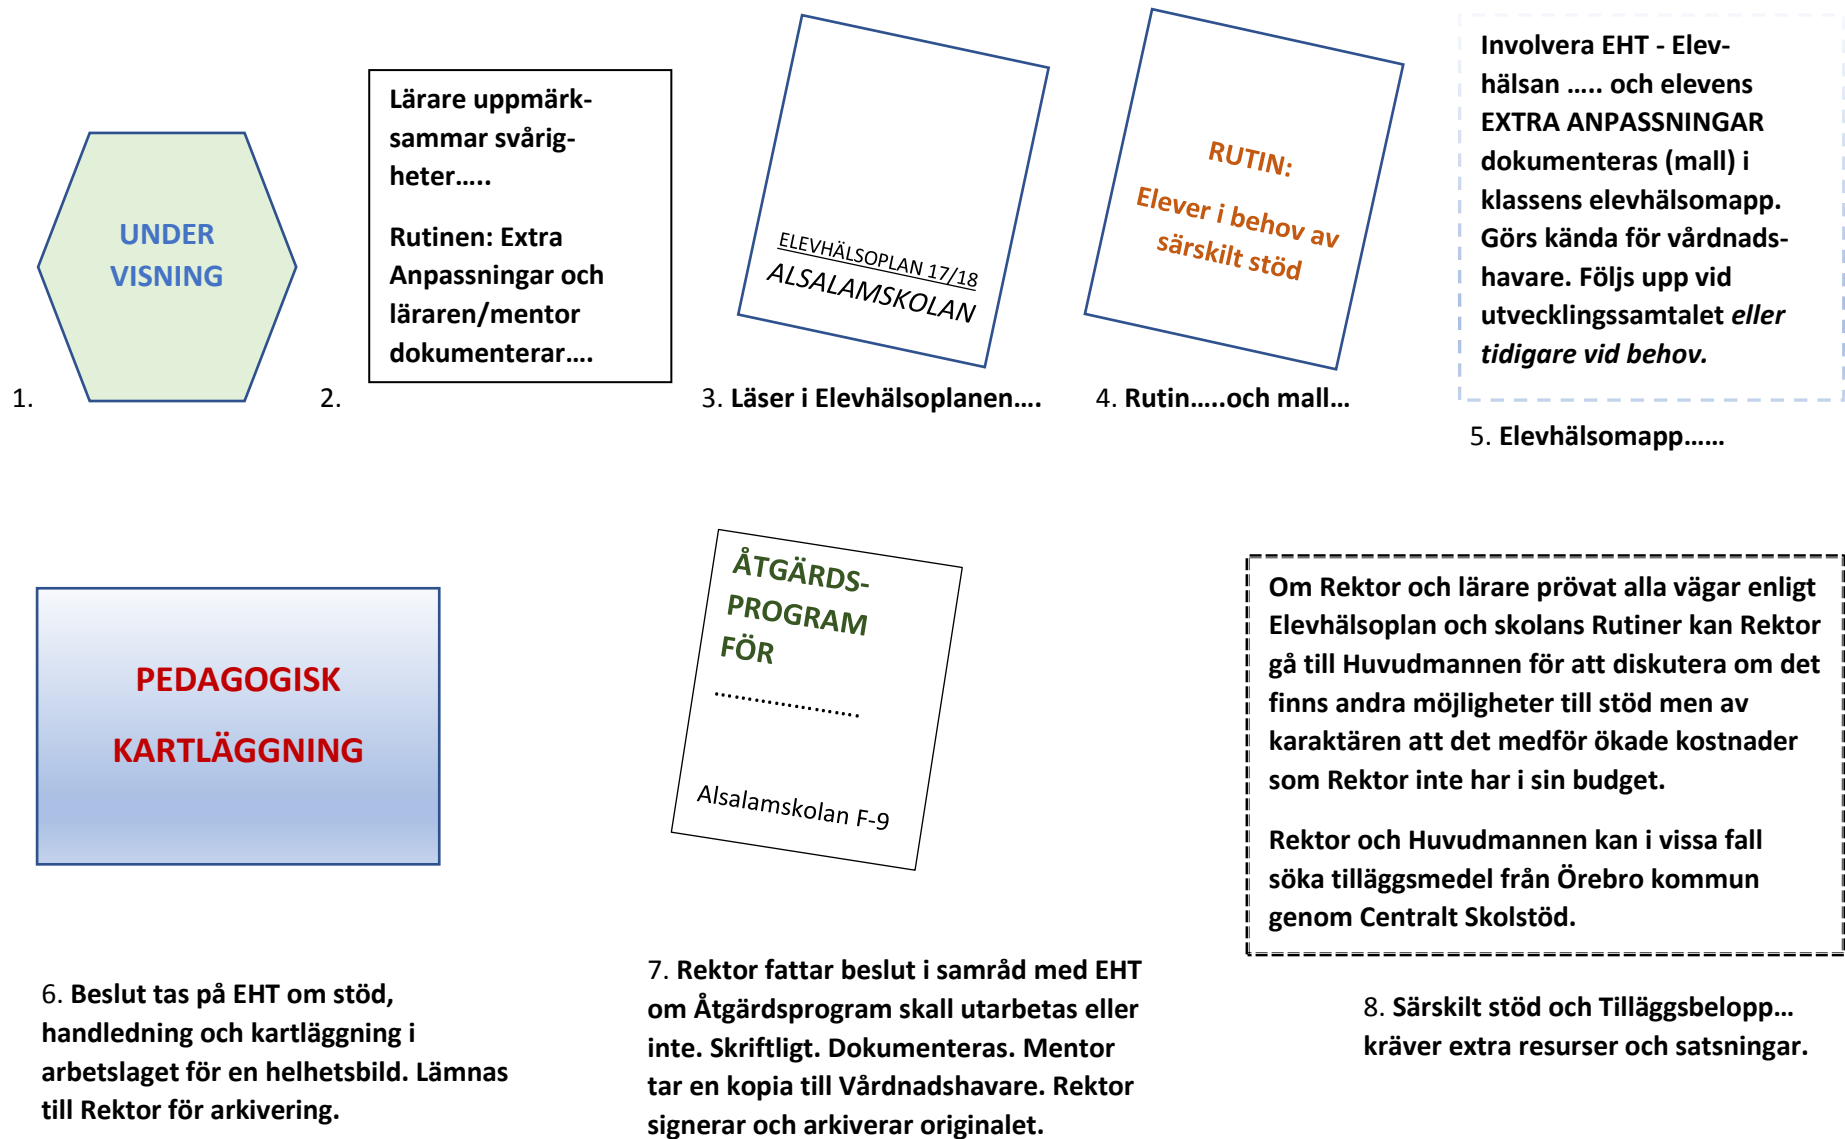 UNDER
VISNING
1.
Lärare uppmärk-
sammar svårig-
heter…..
Rutinen: Extra
Anpassningar och
läraren/mentor
dokumenterar….
2.
ELEVHÄLSOPLAN 17/18
ALSALAMSKOLAN
3. Läser i Elevhälsoplanen….
RUTIN:
Elever i behov av
särskilt stöd
4. Rutin…..och mall…
Involvera EHT - Elev-
hälsan ….. och elevens
EXTRA ANPASSNINGAR
dokumenteras (mall) i
klassens elevhälsomapp.
Görs kända för vårdnads-
havare. Följs upp vid
utvecklingssamtalet eller
tidigare vid behov.
5. Elevhälsomapp……
PEDAGOGISK
KARTLÄGGNING
6. Beslut tas på EHT om stöd,
handledning och kartläggning i
arbetslaget för en helhetsbild. Lämnas
till Rektor för arkivering.
ÅTGÄRDS-
PROGRAM
FÖR
………………….
Alsalamskolan F-9
7. Rektor fattar beslut i samråd med EHT
om Åtgärdsprogram skall utarbetas eller
inte. Skriftligt. Dokumenteras. Mentor
tar en kopia till Vårdnadshavare. Rektor
signerar och arkiverar originalet.
Om Rektor och lärare prövat alla vägar enligt
Elevhälsoplan och skolans Rutiner kan Rektor
gå till Huvudmannen för att diskutera om det
finns andra möjligheter till stöd men av
karaktären att det medför ökade kostnader
som Rektor inte har i sin budget.
Rektor och Huvudmannen kan i vissa fall
söka tilläggsmedel från Örebro kommun
genom Centralt Skolstöd.
8. Särskilt stöd och Tilläggsbelopp…
kräver extra resurser och satsningar.